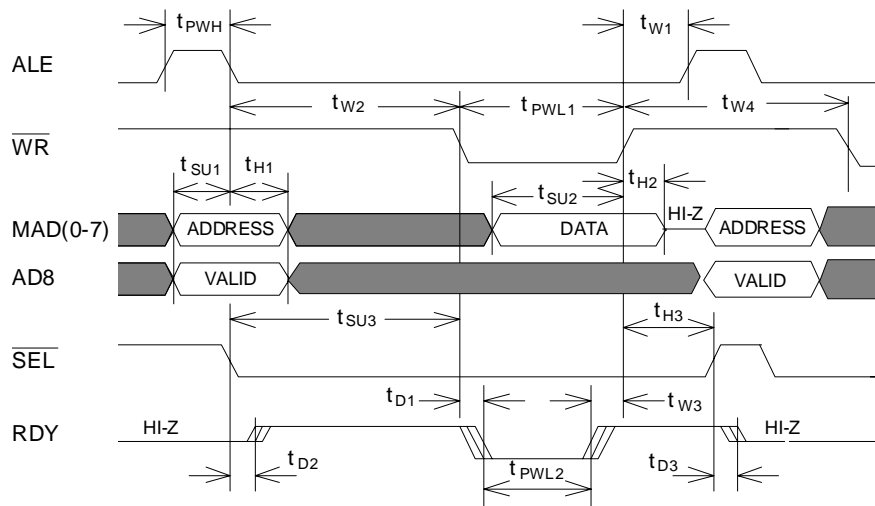 tPWH tW1
ALE
tW2 tPWL1 tW4
WR
tSU1 tH1 tSU2 tH2
MAD(0-7) ADDRESS DATA HI-Z ADDRESS
AD8 VALID VALID
tSU3 tH3
SEL
tD1 tW3
RDY HI-Z HI-Z
tD2 tPWL2 tD3